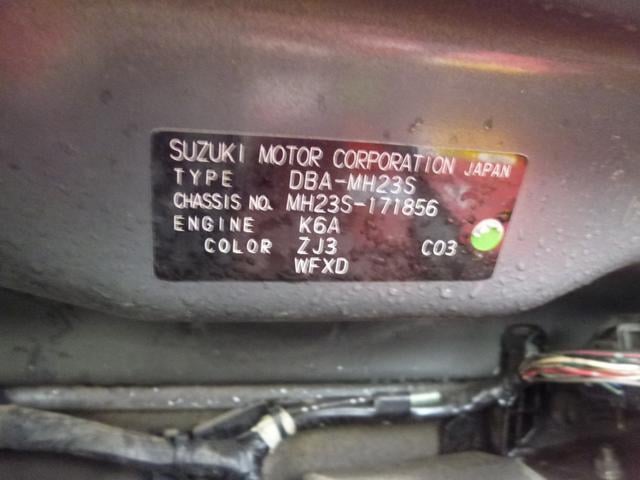 SUZUKI MOTOR CORPORATION JAPAN
TYPE DBA-MH23S
CHASSIS NO. MH23S-171856
ENGINE K6A
COLOR ZJ3 C03
WFXD